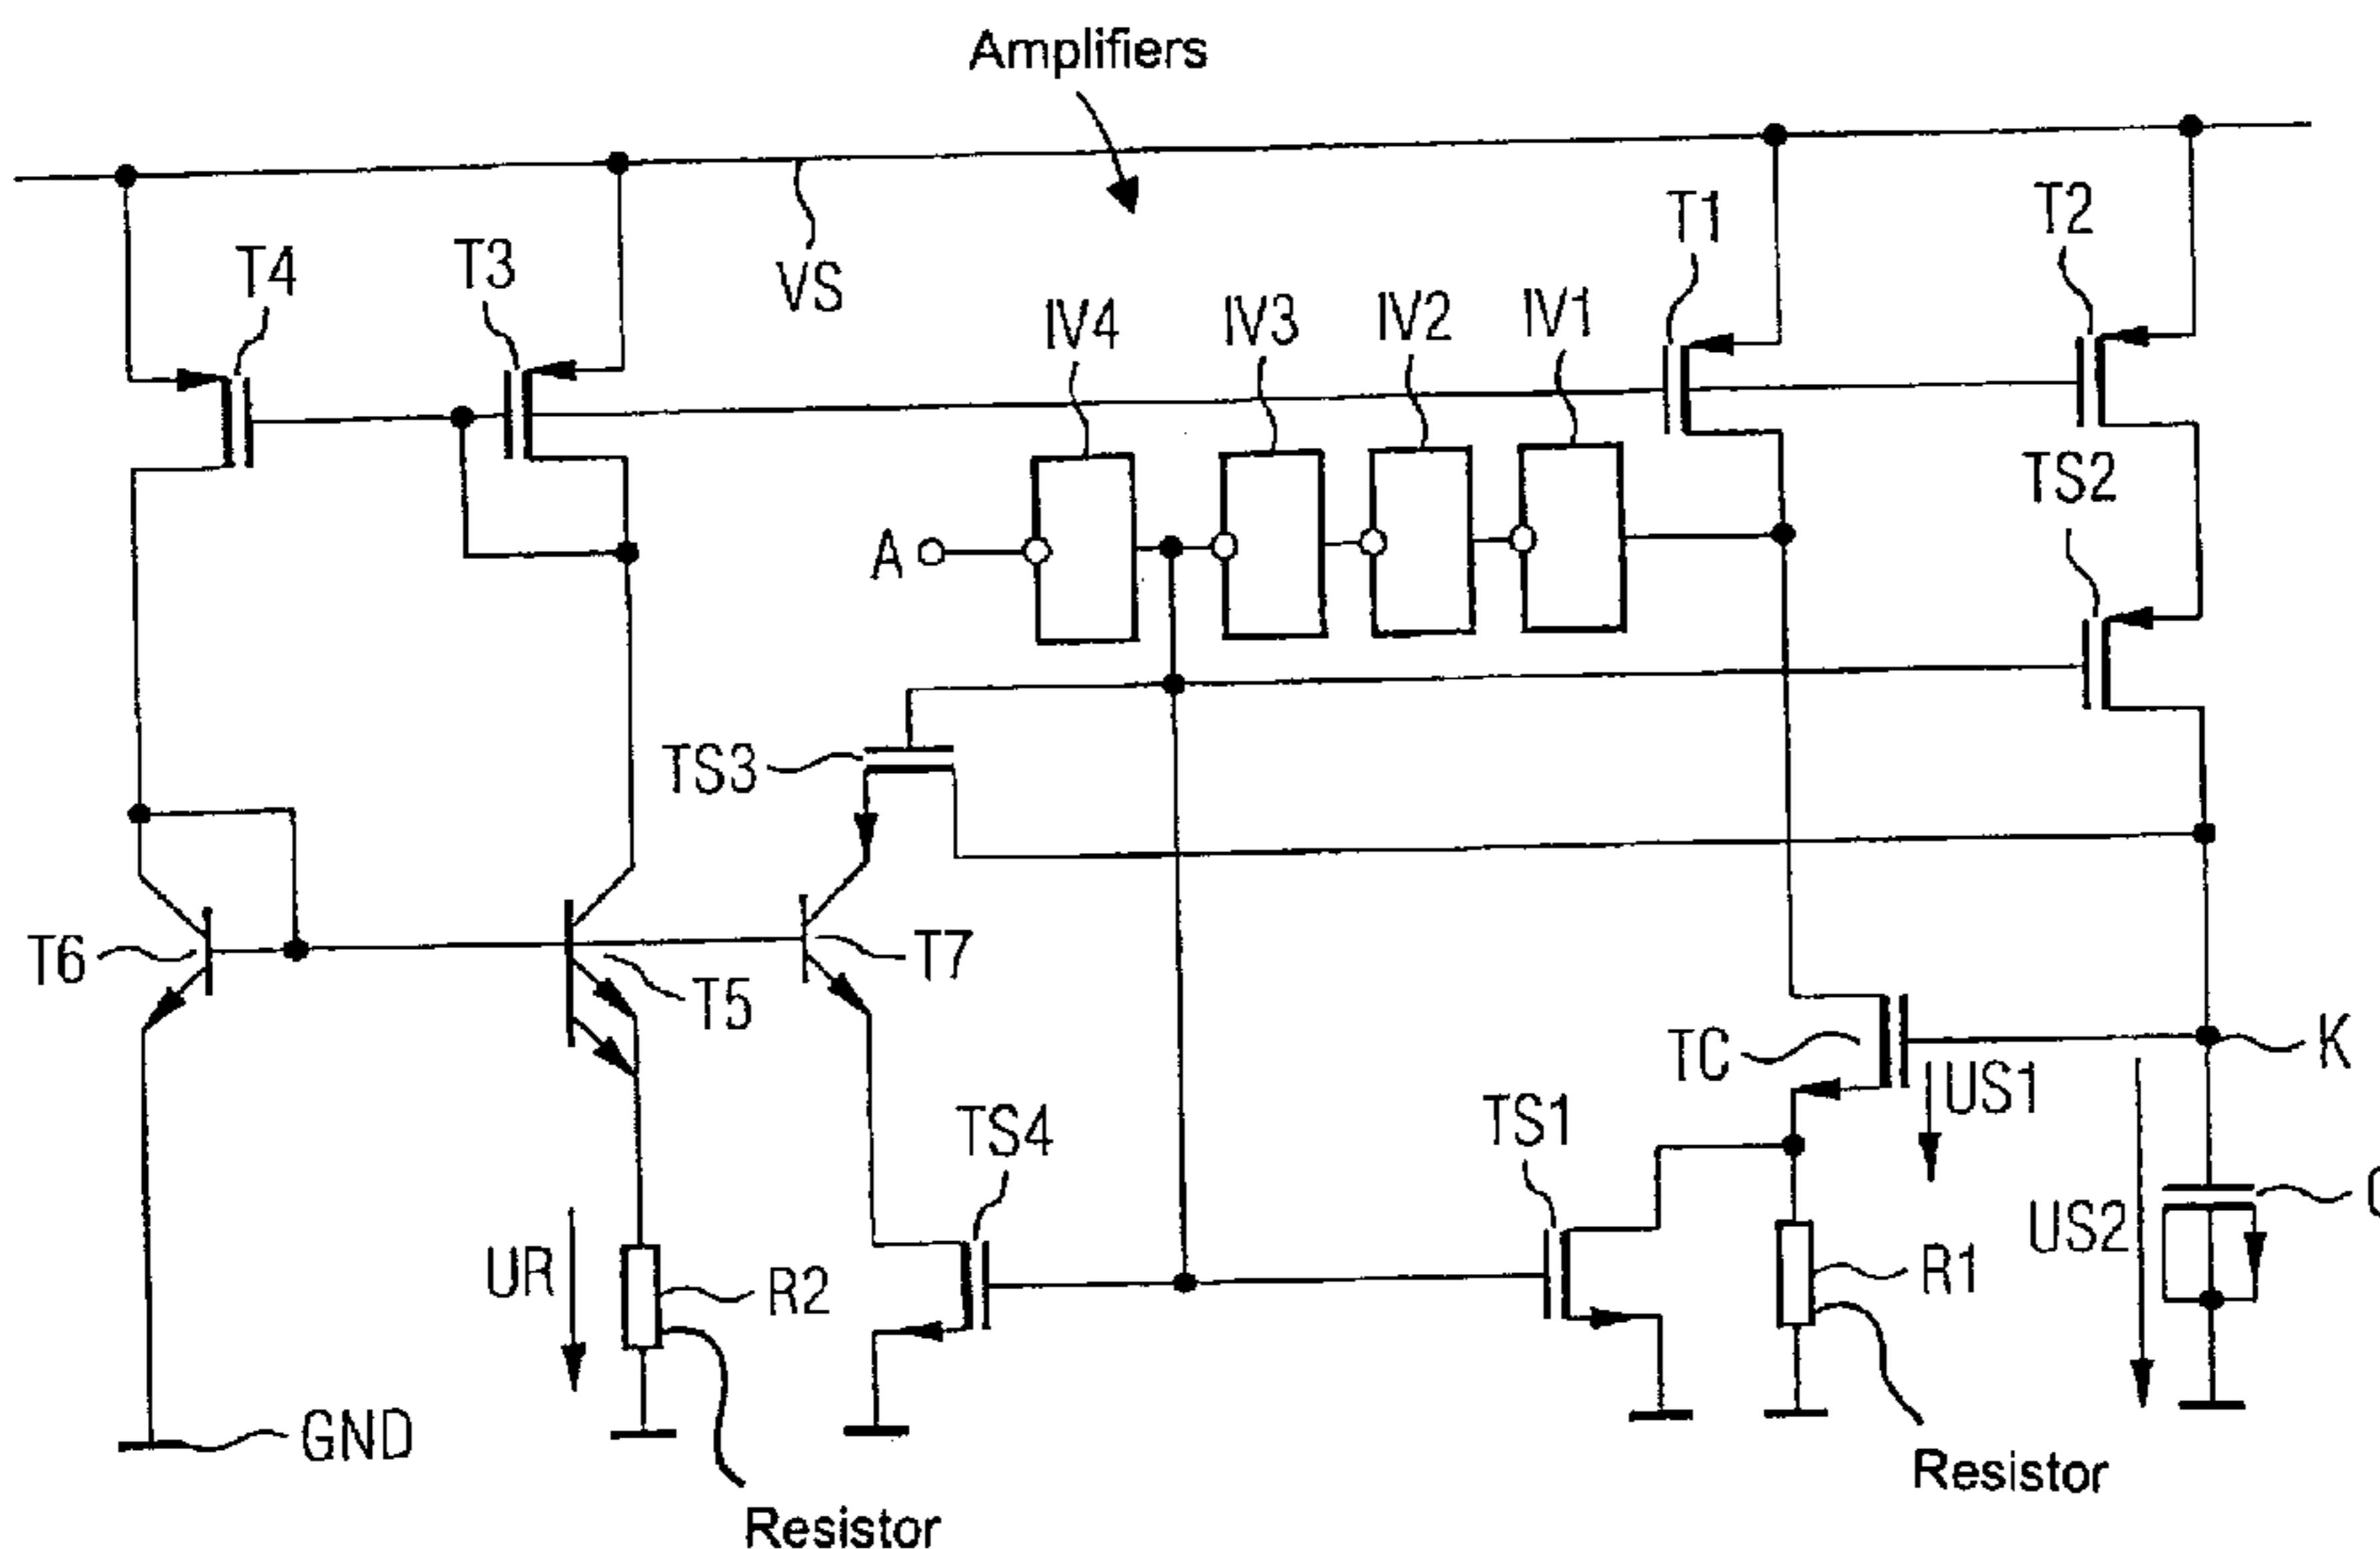 Amplifiers
T4
T3
VS
T1
T2
IV4
IV3
IV2
IV1
TS2
A
TS3
T6
T5
T7
TC
K
US1
TS4
TS1
US2
UR
R2
R1
GND
Resistor
Resistor